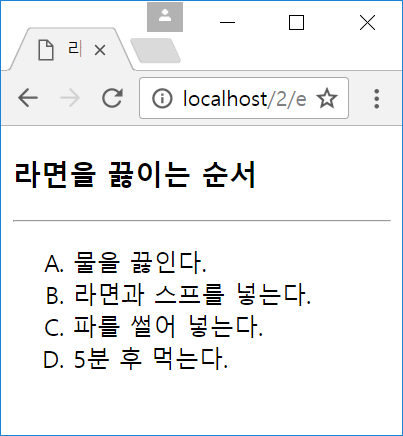 localhost/2/e
라면을 끓이는 순서
A. 물을 끓인다.
B. 라면과 스프를 넣는다.
C. 파를 썰어 넣는다.
D. 5분 후 먹는다.